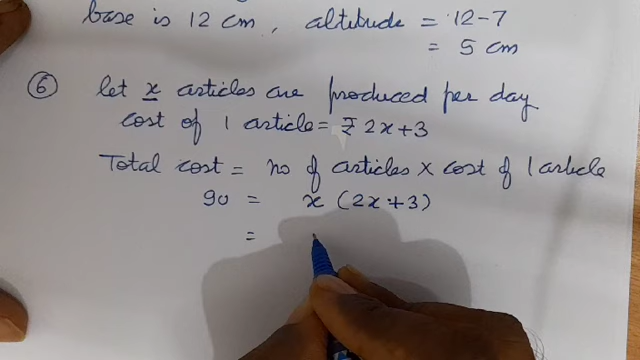 base is 12 cm, altitude = 12-7
= 5 cm
⑥ let x articles are produced per day
cost of 1 article = ₹ 2x+3
Total cost = no of articles × cost of 1 article
90 = x (2x+3)
=